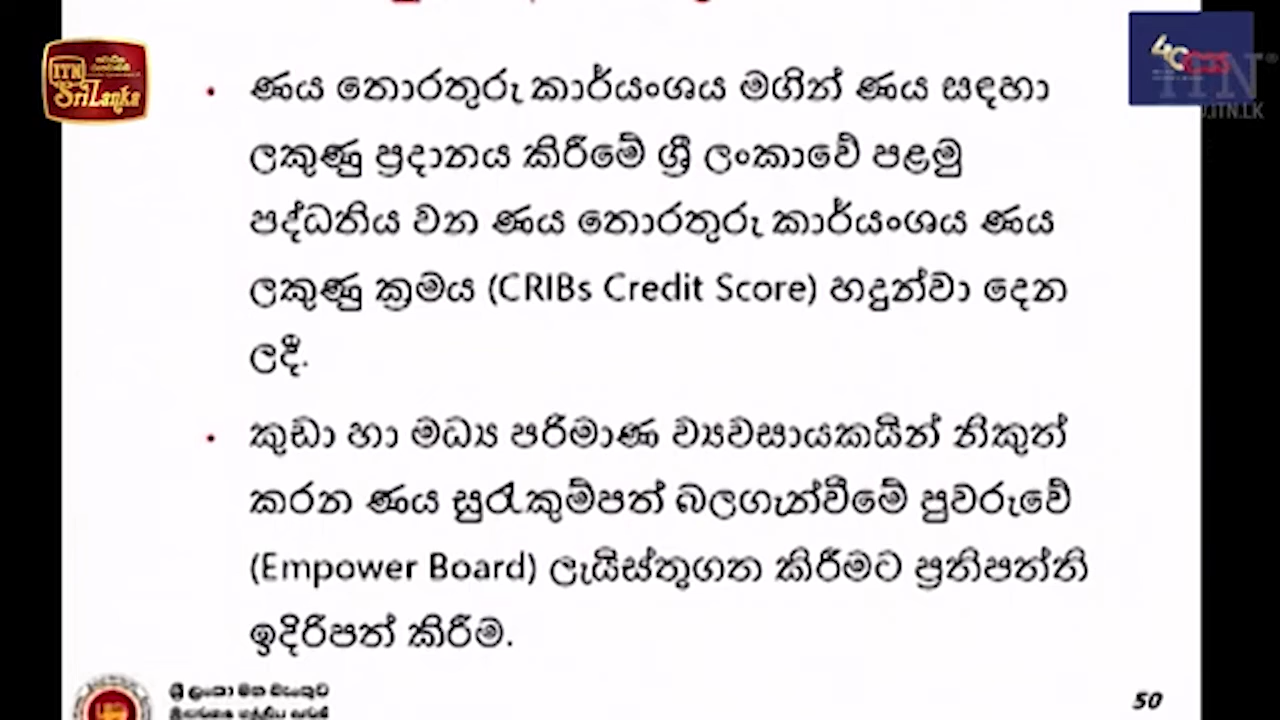 ITN
Sri Lanka
ITN
.ITN.LK
• ණය තොරතුරු කාර්යංශය මගින් ණය සඳහා
ලකුණු ප්‍රදානය කිරීමේ ශ්‍රී ලංකාවේ පළමු
පද්ධතිය වන ණය තොරතුරු කාර්යංශය ණය
ලකුණු ක්‍රමය (CRIBs Credit Score) හදුන්වා දෙන
ලදී.
• කුඩා හා මධ්‍ය පරිමාණ ව්‍යවසායකයින් නිකුත්
කරන ණය සුරැකුම්පත් බලගැන්වීමේ පුවරුවේ
(Empower Board) ලැයිස්තුගත කිරීමට ප්‍රතිපත්ති
ඉදිරිපත් කිරීම.
ශ්‍රී ලංකා මහ බැංකුව
50